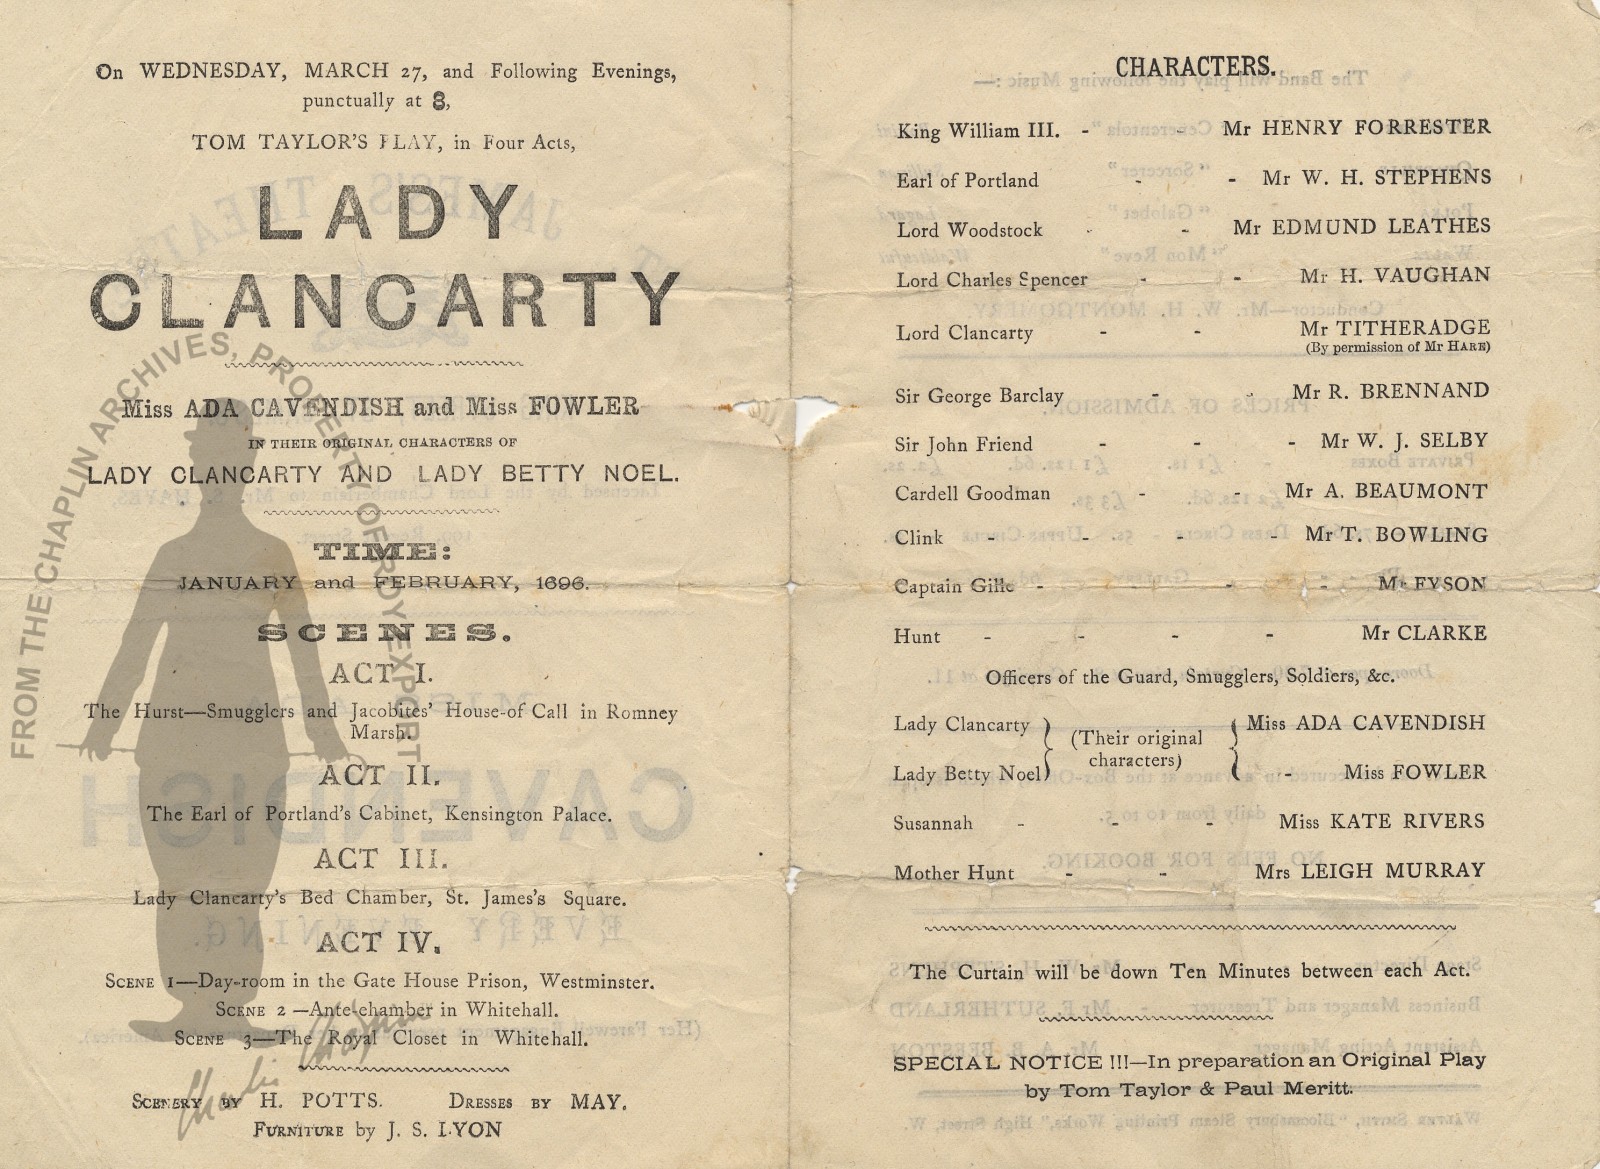 On WEDNESDAY, MARCH 27, and Following Evenings,
punctually at 8,
TOM TAYLOR'S PLAY, in Four Acts,
LADY
CLANCARTY
Miss ADA CAVENDISH and Miss FOWLER
IN THEIR ORIGINAL CHARACTERS OF
LADY CLANCARTY AND LADY BETTY NOEL.
TIME:
JANUARY and FEBRUARY, 1696.
SCENES.
ACT I.
The Hurst—Smugglers and Jacobites' House-of Call in Romney
Marsh.
ACT II.
The Earl of Portland's Cabinet, Kensington Palace.
ACT III.
Lady Clancarty's Bed Chamber, St. James's Square.
ACT IV.
SCENE 1—Day-room in the Gate House Prison, Westminster.
SCENE 2—Ante-chamber in Whitehall.
SCENE 3—The Royal Closet in Whitehall.
SCENERY BY H. POTTS. DRESSES BY MAY.
FURNITURE by J. S. LYON
FROM THE CHAPLIN ARCHIVES, PROPERTY OF ROY EXPORT
Charlie Chaplin
CHARACTERS.
King William III. - - Mr HENRY FORRESTER
Earl of Portland - - Mr W. H. STEPHENS
Lord Woodstock - - Mr EDMUND LEATHES
Lord Charles Spencer - - Mr H. VAUGHAN
Lord Clancarty - - Mr TITHERADGE
(By permission of Mr HARE)
Sir George Barclay - - Mr R. BRENNAND
Sir John Friend - - - Mr W. J. SELBY
Cardell Goodman - - Mr A. BEAUMONT
Clink - - - - Mr T. BOWLING
Captain Gille - - - - Mr FYSON
Hunt - - - - Mr CLARKE
Officers of the Guard, Smugglers, Soldiers, &c.
Lady Clancarty } (Their original { Miss ADA CAVENDISH
Lady Betty Noel } characters) { - Miss FOWLER
Susannah - - - Miss KATE RIVERS
Mother Hunt - - Mrs LEIGH MURRAY
The Curtain will be down Ten Minutes between each Act.
SPECIAL NOTICE !!!—In preparation an Original Play
by Tom Taylor & Paul Meritt.